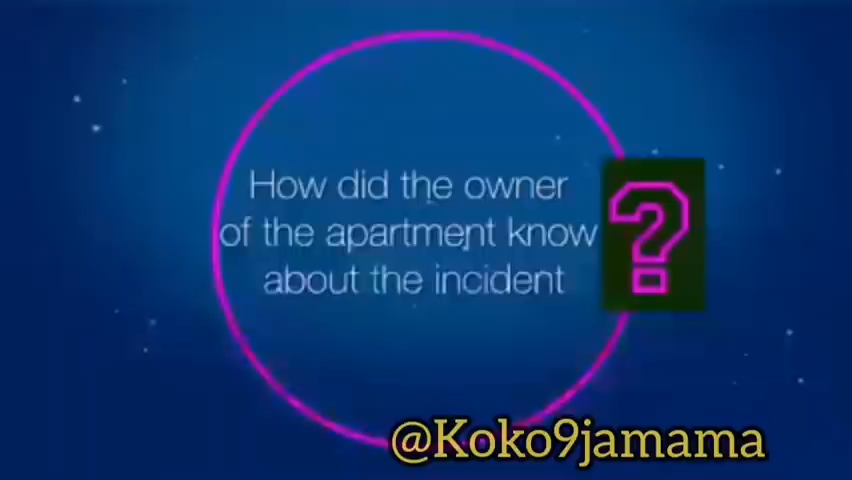 How did the owner
of the apartment know
about the incident
?
@Koko9jamama